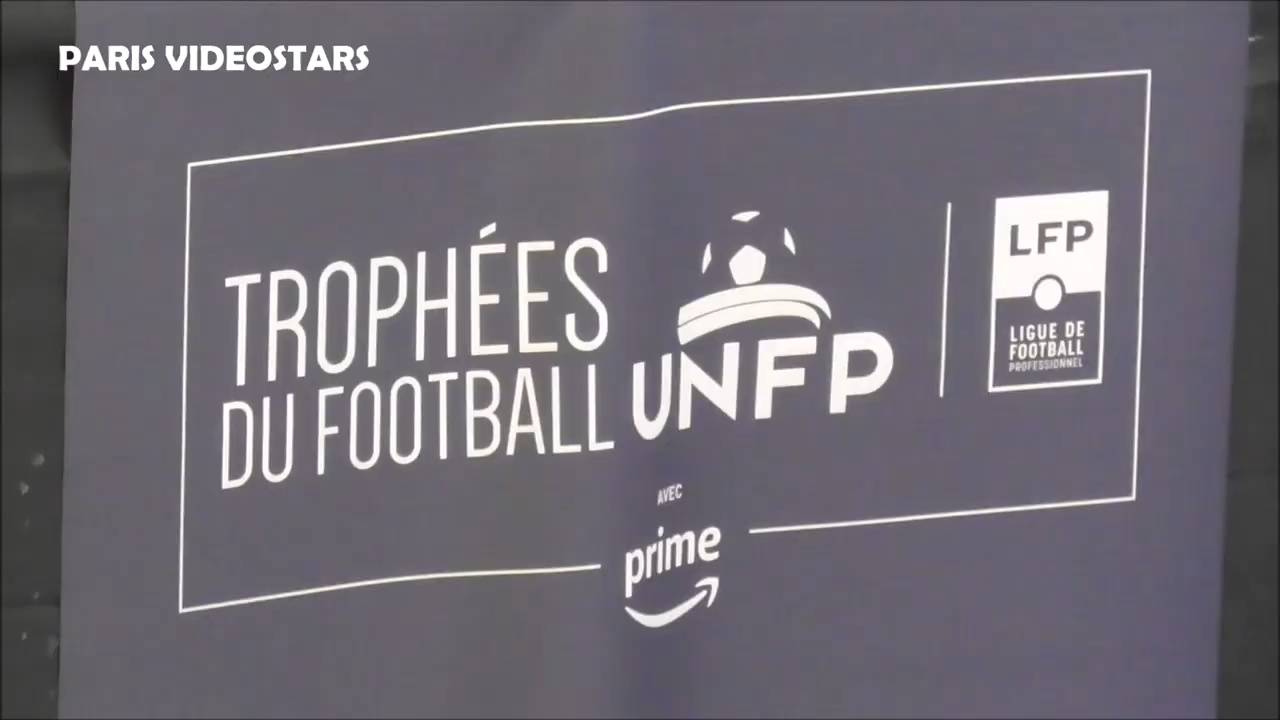 PARIS VIDEOSTARS
TROPHÉES
DU FOOTBALL UNFP
LFP
LIGUE DE
FOOTBALL
PROFESSIONNEL
AVEC
prime